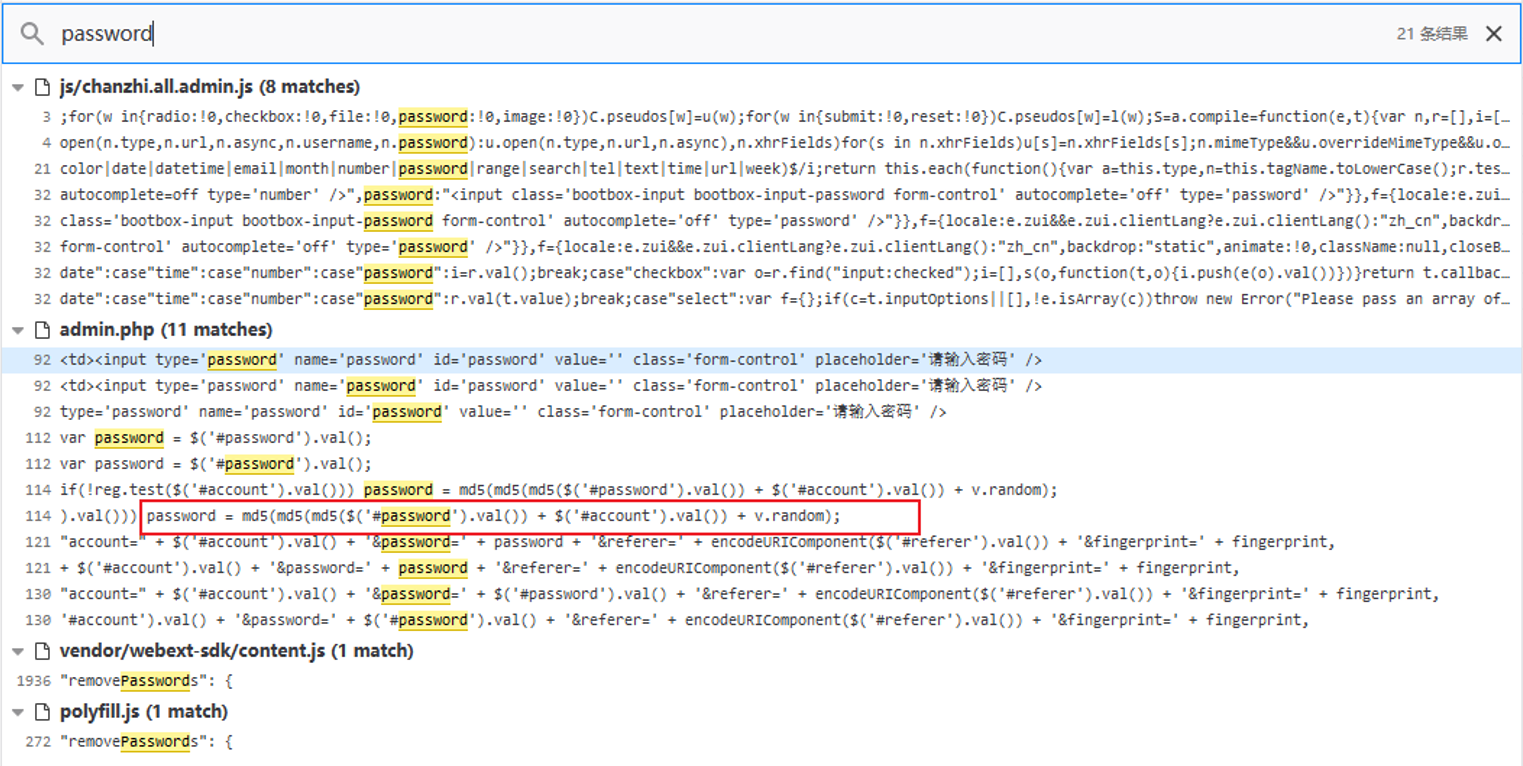 password
21 条结果
js/chanzhi.all.admin.js (8 matches)
3 ;for(w in{radio:!0,checkbox:!0,file:!0,password:!0,image:!0})C.pseudos[w]=u(w);for(w in{submit:!0,reset:!0})C.pseudos[w]=l(w);S=a.compile=function(e,t){var n,r=[],i=[…
4 open(n.type,n.url,n.async,n.username,n.password):u.open(n.type,n.url,n.async),n.xhrFields)for(s in n.xhrFields)u[s]=n.xhrFields[s];n.mimeType&&u.overrideMimeType&&u.o…
21 color|date|datetime|email|month|number|password|range|search|tel|text|time|url|week)$/i;return this.each(function(){var a=this.type,n=this.tagName.toLowerCase();r.tes…
32 autocomplete=off type='number' />",password:"<input class='bootbox-input bootbox-input-password form-control' autocomplete='off' type='password' />"}},f={locale:e.zui…
32 class='bootbox-input bootbox-input-password form-control' autocomplete='off' type='password' />"}},f={locale:e.zui&&e.zui.clientLang?e.zui.clientLang():"zh_cn",backdr…
32 form-control' autocomplete='off' type='password' />"}},f={locale:e.zui&&e.zui.clientLang?e.zui.clientLang():"zh_cn",backdrop:"static",animate:!0,className:null,closeB…
32 date":case"time":case"number":case"password":i=r.val();break;case"checkbox":var o=r.find("input:checked");i=[],s(o,function(t,o){i.push(e(o).val())})}return t.callbac…
32 date":case"time":case"number":case"password":r.val(t.value);break;case"select":var f={};if(c=t.inputOptions||[],!e.isArray(c))throw new Error("Please pass an array of…
admin.php (11 matches)
92 <td><input type='password' name='password' id='password' value='' class='form-control' placeholder='请输入密码' />
92 <td><input type='password' name='password' id='password' value='' class='form-control' placeholder='请输入密码' />
92 type='password' name='password' id='password' value='' class='form-control' placeholder='请输入密码' />
112 var password = $('#password').val();
112 var password = $('#password').val();
114 if(!reg.test($('#account').val())) password = md5(md5(md5($('#password').val()) + $('#account').val()) + v.random);
114 ).val())) password = md5(md5(md5($('#password').val()) + $('#account').val()) + v.random);
121 "account=" + $('#account').val() + '&password=' + password + '&referer=' + encodeURIComponent($('#referer').val()) + '&fingerprint=' + fingerprint,
121 + $('#account').val() + '&password=' + password + '&referer=' + encodeURIComponent($('#referer').val()) + '&fingerprint=' + fingerprint,
130 "account=" + $('#account').val() + '&password=' + $('#password').val() + '&referer=' + encodeURIComponent($('#referer').val()) + '&fingerprint=' + fingerprint,
130 '#account').val() + '&password=' + $('#password').val() + '&referer=' + encodeURIComponent($('#referer').val()) + '&fingerprint=' + fingerprint,
vendor/webext-sdk/content.js (1 match)
1936 "removePasswords": {
polyfill.js (1 match)
272 "removePasswords": {